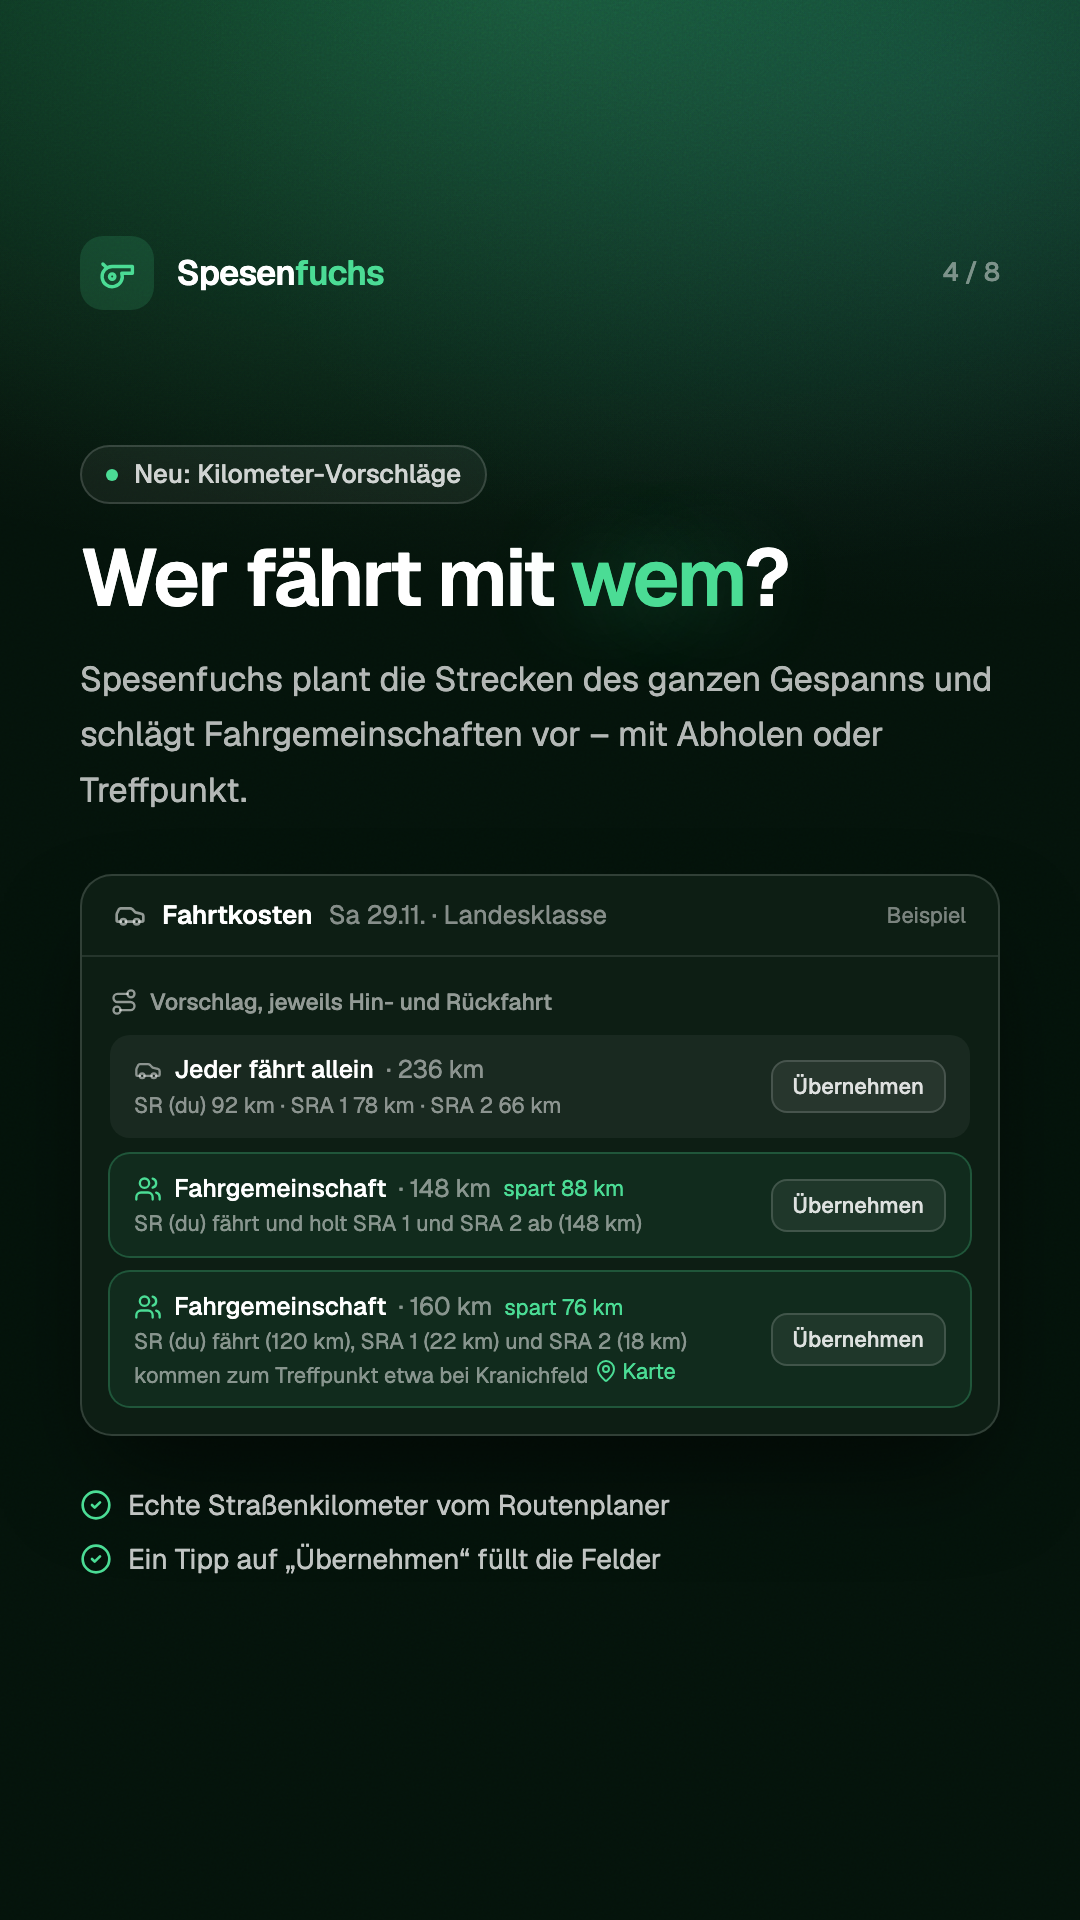 Spesenfuchs
4 / 8
Neu: Kilometer-Vorschläge
Wer fährt mit wem?
Spesenfuchs plant die Strecken des ganzen Gespanns und
schlägt Fahrgemeinschaften vor – mit Abholen oder
Treffpunkt.
Fahrtkosten Sa 29.11. · Landesklasse Beispiel
Vorschlag, jeweils Hin- und Rückfahrt
Jeder fährt allein · 236 km
SR (du) 92 km · SRA 1 78 km · SRA 2 66 km
Übernehmen
Fahrgemeinschaft · 148 km spart 88 km
SR (du) fährt und holt SRA 1 und SRA 2 ab (148 km)
Übernehmen
Fahrgemeinschaft · 160 km spart 76 km
SR (du) fährt (120 km), SRA 1 (22 km) und SRA 2 (18 km)
kommen zum Treffpunkt etwa bei Kranichfeld Karte
Übernehmen
Echte Straßenkilometer vom Routenplaner
Ein Tipp auf „Übernehmen“ füllt die Felder